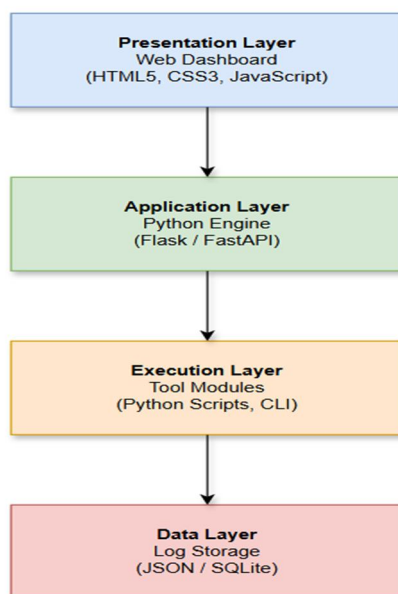 Presentation Layer
Web Dashboard
(HTML5, CSS3, JavaScript)
Application Layer
Python Engine
(Flask / FastAPI)
Execution Layer
Tool Modules
(Python Scripts, CLI)
Data Layer
Log Storage
(JSON / SQLite)